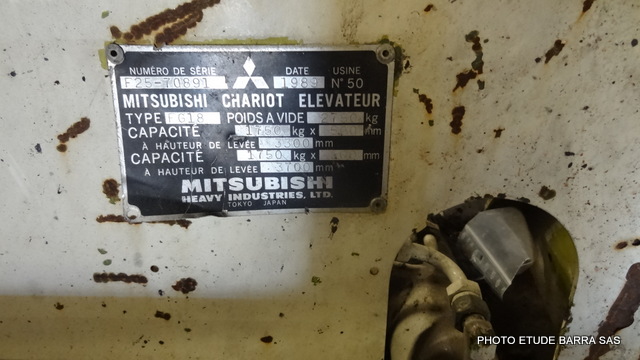 NUMÉRO DE SÉRIE DATE USINE
F25-70891 1989 N° 50
MITSUBISHI CHARIOT ELEVATEUR
TYPE FG18 POIDS A VIDE kg
CAPACITÉ 1750 kg x mm
À HAUTEUR DE LEVÉE 3300 mm
CAPACITÉ 1750 kg x mm
À HAUTEUR DE LEVÉE 3700 mm
MITSUBISHI
HEAVY INDUSTRIES, LTD.
TOKYO JAPAN
PHOTO ETUDE BARRA SAS